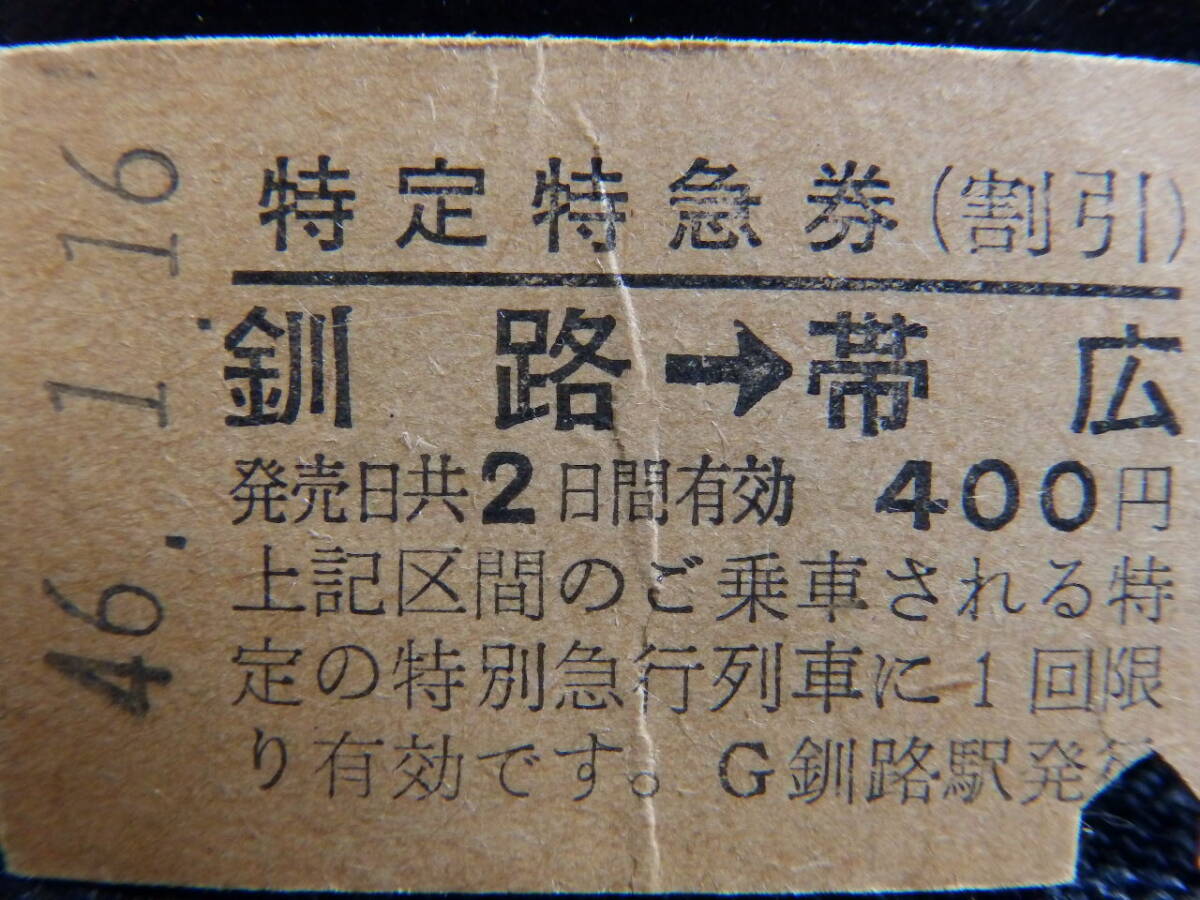 46.1.16
特定特急券(割引)
釧路→帯広
発売日共2日間有効 400円
上記区間のご乗車される特
定の特別急行列車に1回限
り有効です。 G釧路駅発